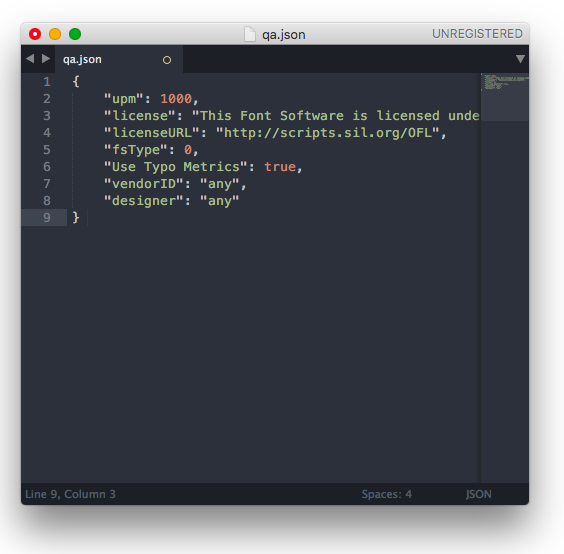 qa.json
UNREGISTERED
qa.json
1 {
2 "upm": 1000,
3 "license": "This Font Software is licensed unde
4 "licenseURL": "http://scripts.sil.org/OFL",
5 "fsType": 0,
6 "Use Typo Metrics": true,
7 "vendorID": "any",
8 "designer": "any"
9 }
Line 9, Column 3
Spaces: 4
JSON